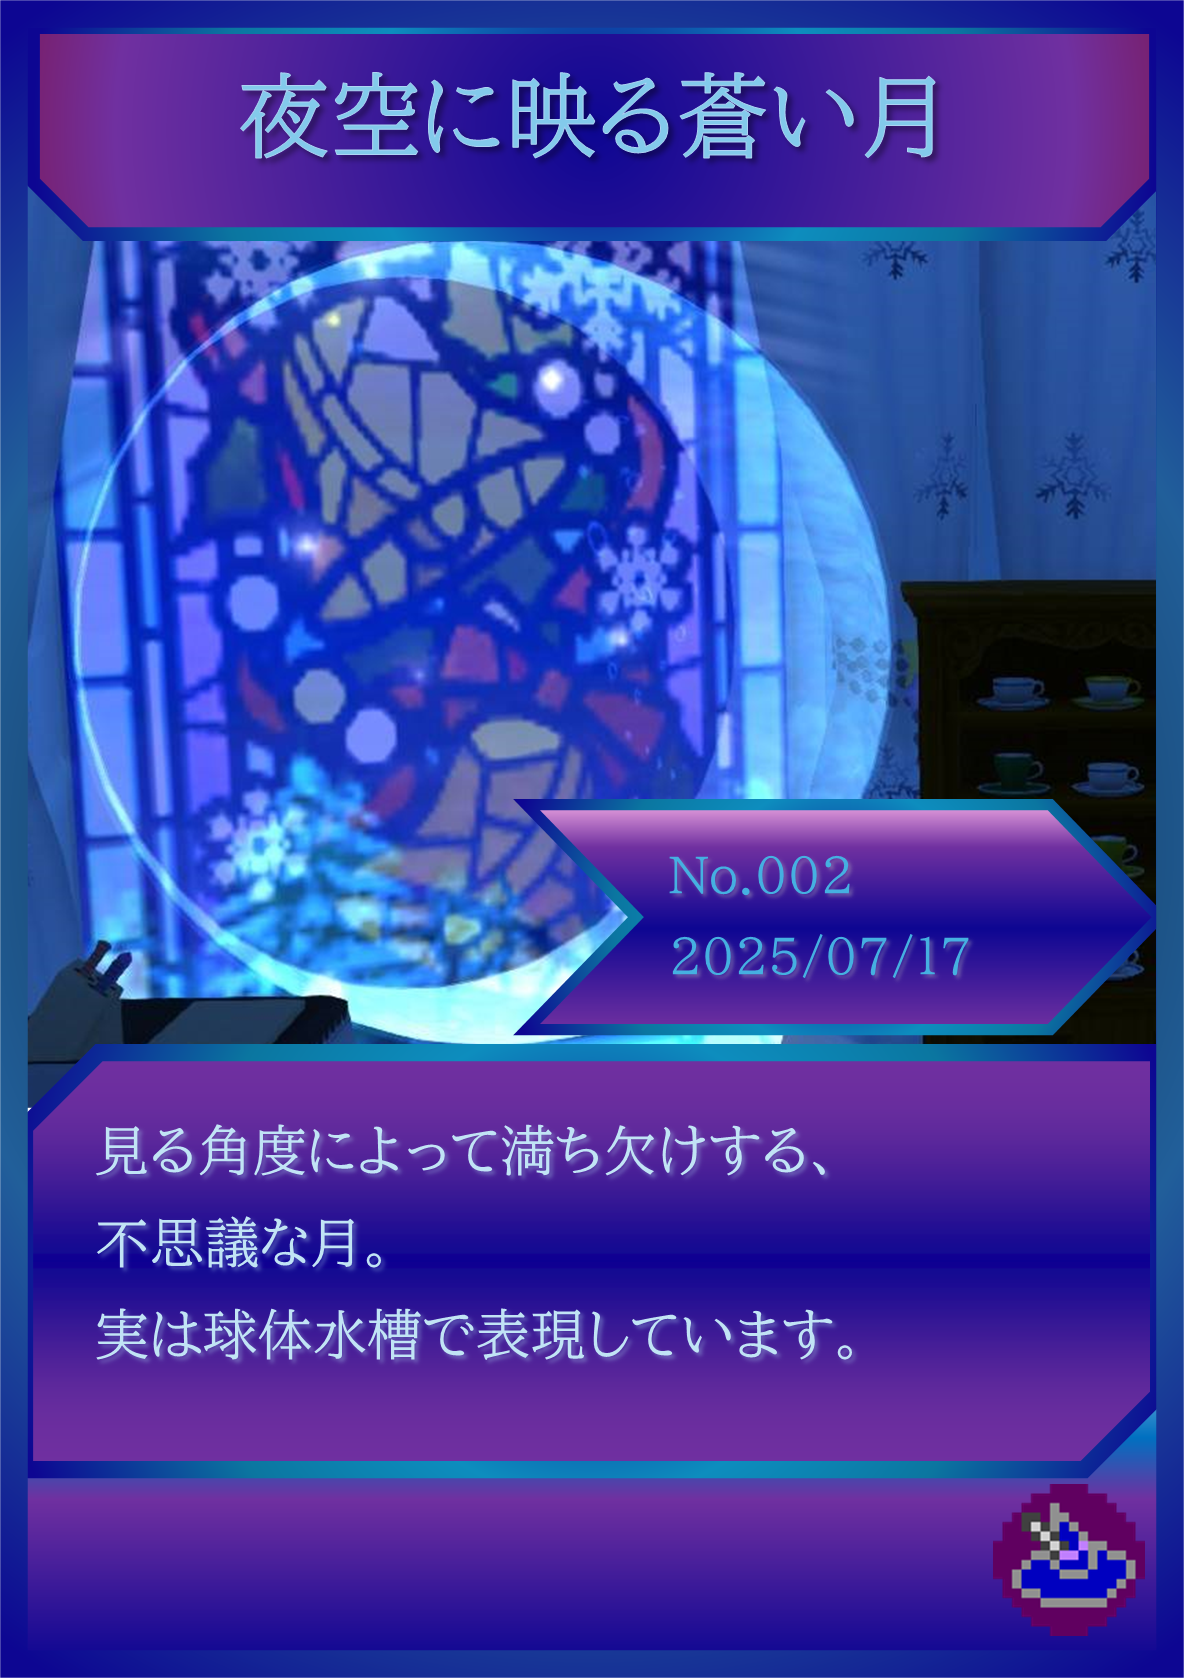 夜空に映る蒼い月
No.002
2025/07/17
見る角度によって満ち欠けする、
不思議な月。
実は球体水槽で表現しています。